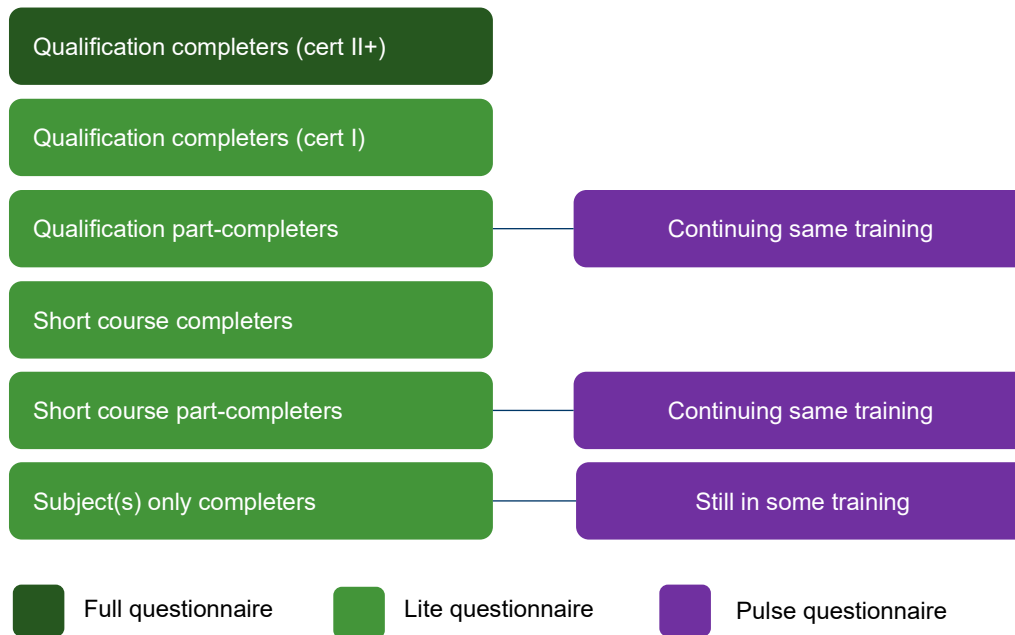 Qualification completers (cert II+)
Qualification completers (cert I)
Qualification part-completers
Continuing same training
Short course completers
Short course part-completers
Continuing same training
Subject(s) only completers
Still in some training
Full questionnaire
Lite questionnaire
Pulse questionnaire